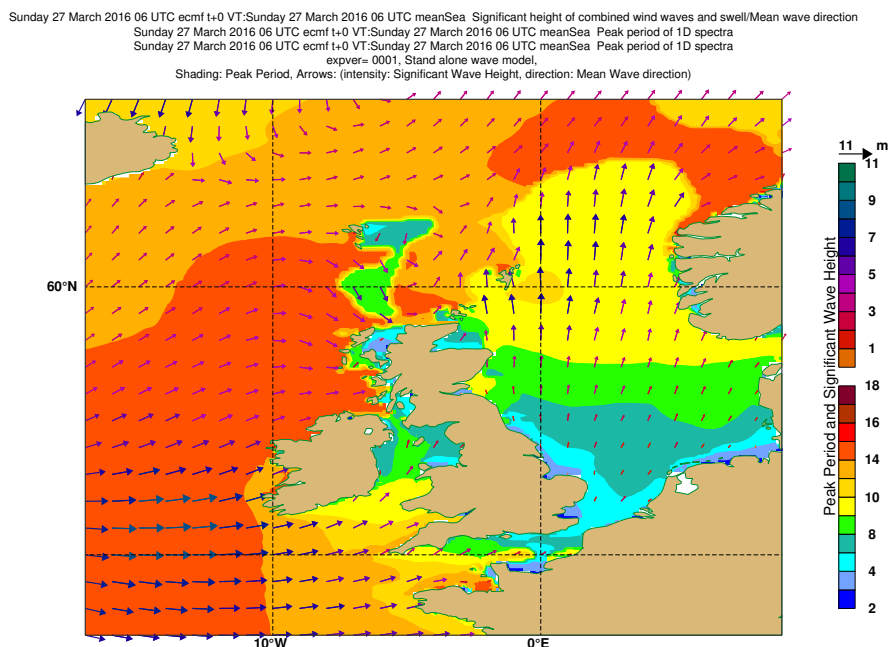 Sunday 27 March 2016 06 UTC ecmf t+0 VT:Sunday 27 March 2016 06 UTC meanSea Significant height of combined wind waves and swell/Mean wave direction
Sunday 27 March 2016 06 UTC ecmf t+0 VT:Sunday 27 March 2016 06 UTC meanSea Peak period of 1D spectra
Sunday 27 March 2016 06 UTC ecmf t+0 VT:Sunday 27 March 2016 06 UTC meanSea Peak period of 1D spectra
expver= 0001, Stand alone wave model,
Shading: Peak Period, Arrows: (intensity: Significant Wave Height, direction: Mean Wave direction)
60°N
10°W
0°E
Peak Period and Significant Wave Height
11 m
11
9
7
5
3
1
18
16
14
12
10
8
6
4
2